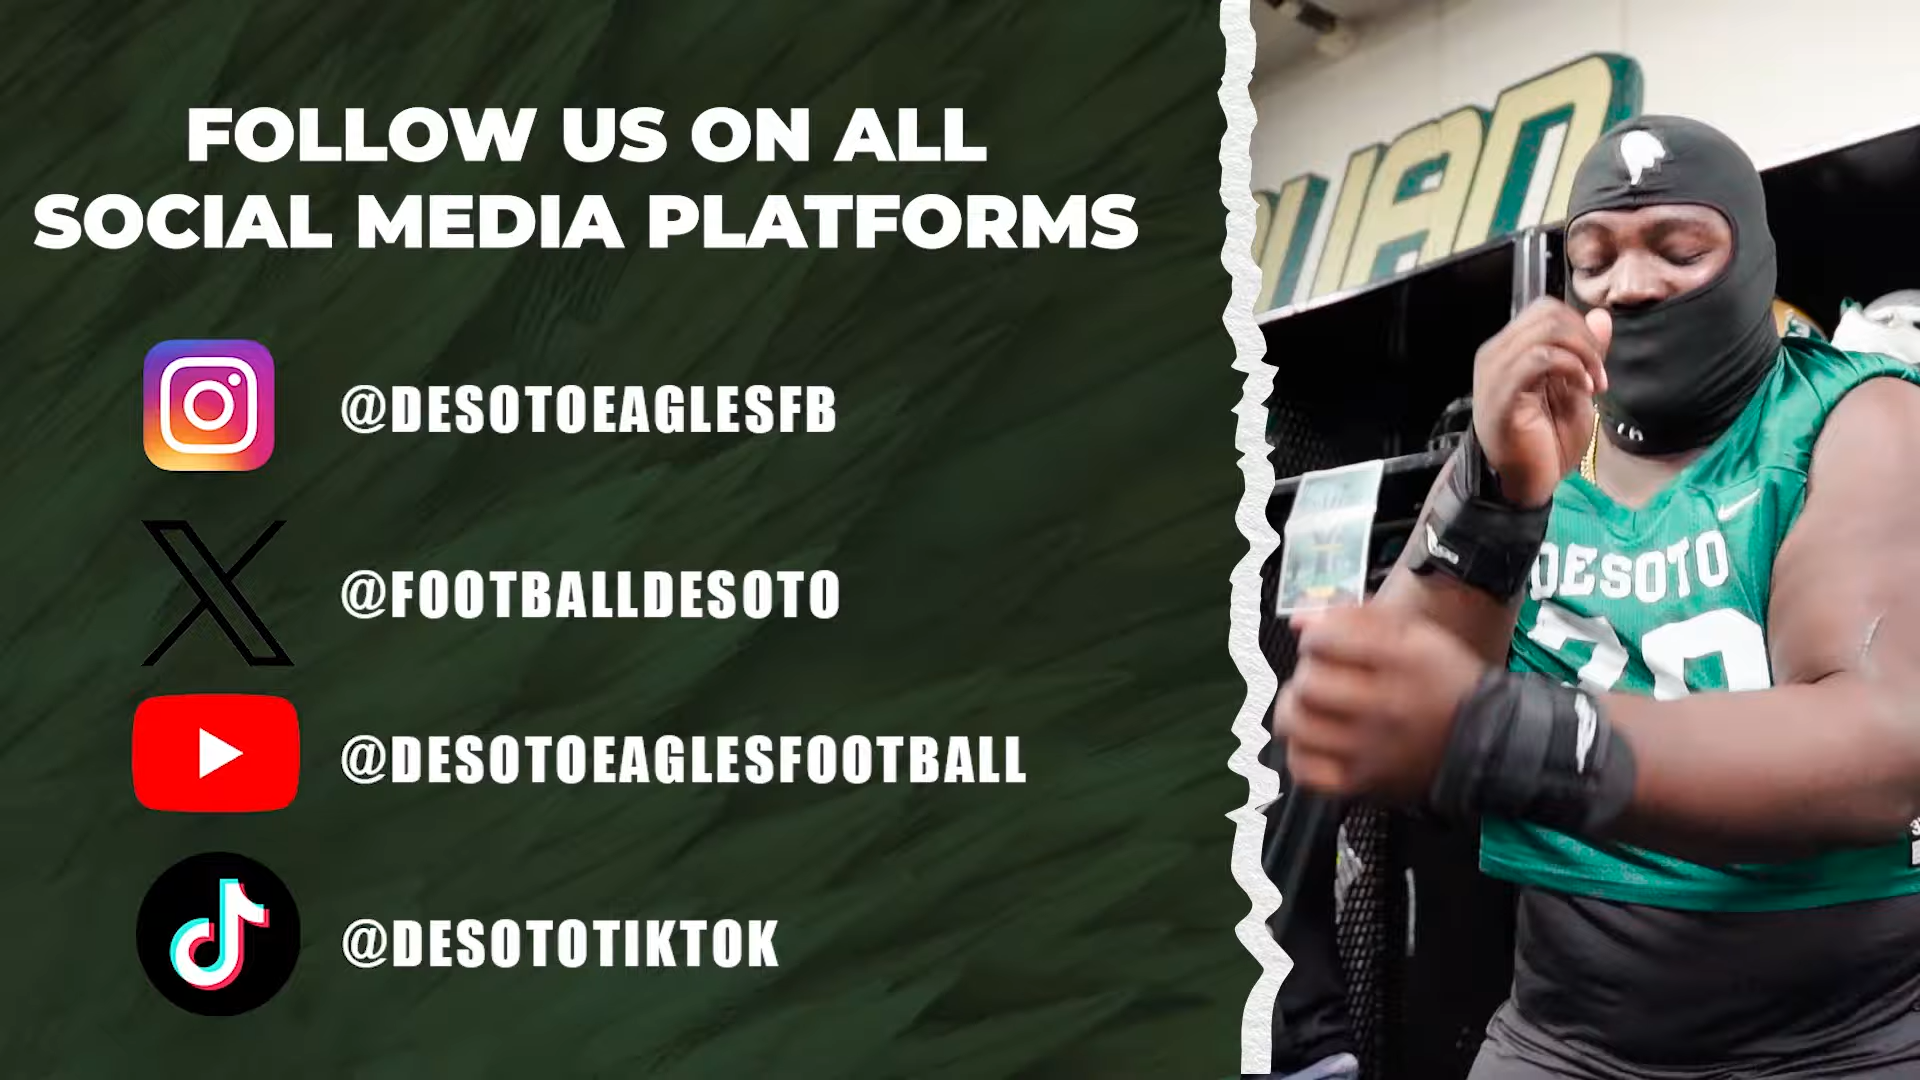 FOLLOW US ON ALL
SOCIAL MEDIA PLATFORMS
@DESOTOEAGLESFB
@FOOTBALLDESOTO
@DESOTOEAGLESFOOTBALL
@DESOTOTIKTOK
DESOTO